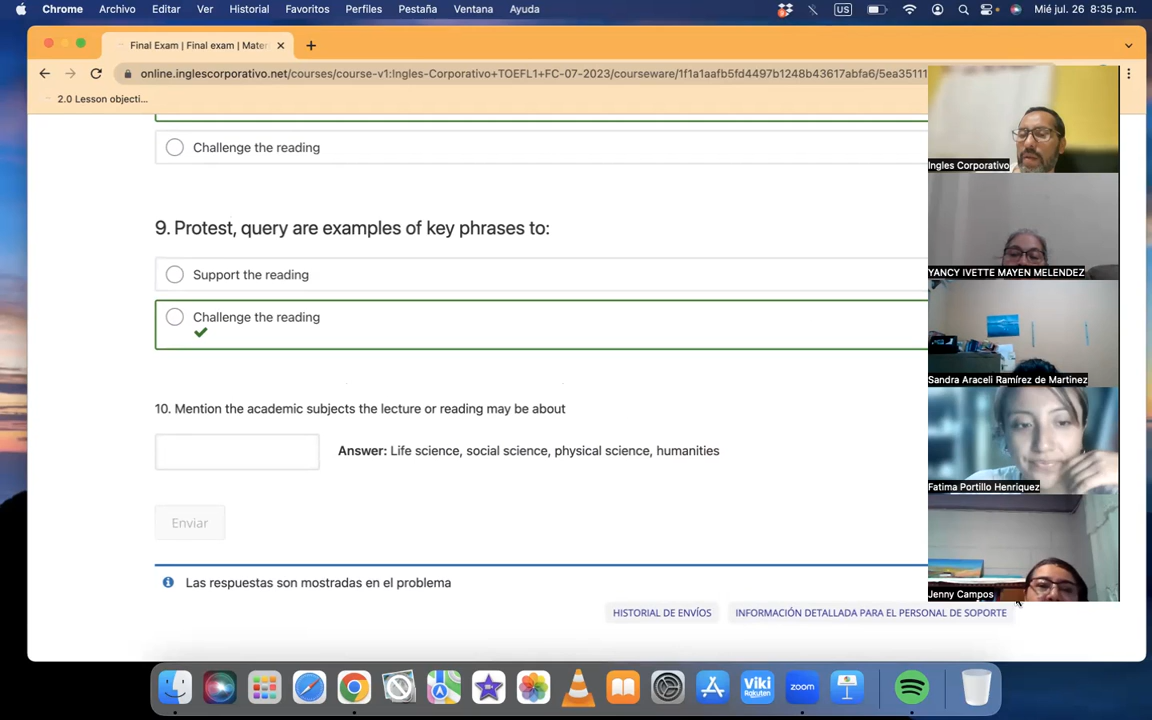 Chrome Archivo Editar Ver Historial Favoritos Perfiles Pestaña Ventana Ayuda US Mié jul. 26 8:35 p.m.
Final Exam | Final exam | Mater
online.inglescorporativo.net/courses/course-v1:Ingles-Corporativo+TOEFL1+FC-07-2023/courseware/1f1a1aafb5fd4497b1248b43617abfa6/5ea35111
2.0 Lesson objecti...
Challenge the reading
Ingles Corporativo
9. Protest, query are examples of key phrases to:
Support the reading
YANCY IVETTE MAYEN MELENDEZ
Challenge the reading
Sandra Araceli Ramírez de Martinez
10. Mention the academic subjects the lecture or reading may be about
Answer: Life science, social science, physical science, humanities
Fatima Portillo Henriquez
Enviar
Las respuestas son mostradas en el problema
Jenny Campos
HISTORIAL DE ENVÍOS INFORMACIÓN DETALLADA PARA EL PERSONAL DE SOPORTE
Viki
Rakuten
zoom